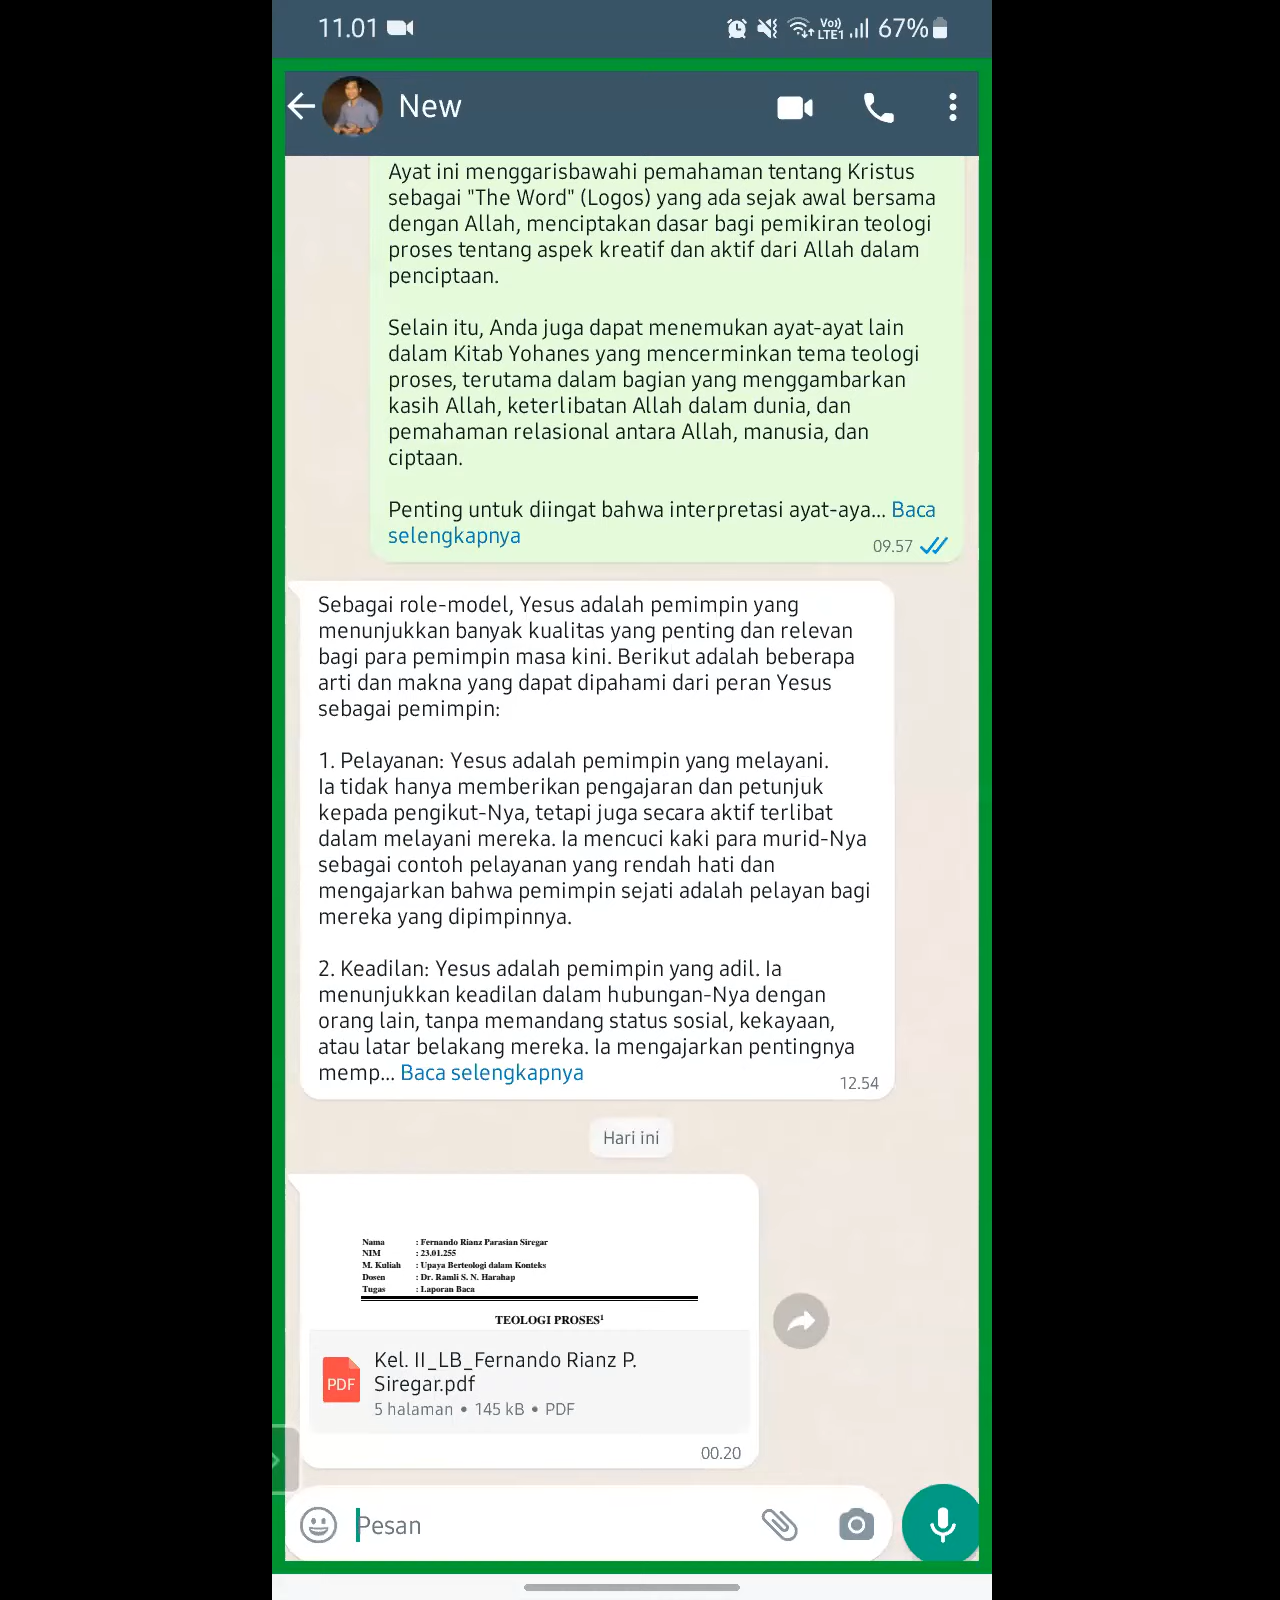 11.01
Vo)) LTE1 67%
New
Ayat ini menggarisbawahi pemahaman tentang Kristus
sebagai "The Word" (Logos) yang ada sejak awal bersama
dengan Allah, menciptakan dasar bagi pemikiran teologi
proses tentang aspek kreatif dan aktif dari Allah dalam
penciptaan.
Selain itu, Anda juga dapat menemukan ayat-ayat lain
dalam Kitab Yohanes yang mencerminkan tema teologi
proses, terutama dalam bagian yang menggambarkan
kasih Allah, keterlibatan Allah dalam dunia, dan
pemahaman relasional antara Allah, manusia, dan
ciptaan.
Penting untuk diingat bahwa interpretasi ayat-aya... Baca
selengkapnya
09.57
Sebagai role-model, Yesus adalah pemimpin yang
menunjukkan banyak kualitas yang penting dan relevan
bagi para pemimpin masa kini. Berikut adalah beberapa
arti dan makna yang dapat dipahami dari peran Yesus
sebagai pemimpin:
1. Pelayanan: Yesus adalah pemimpin yang melayani.
Ia tidak hanya memberikan pengajaran dan petunjuk
kepada pengikut-Nya, tetapi juga secara aktif terlibat
dalam melayani mereka. Ia mencuci kaki para murid-Nya
sebagai contoh pelayanan yang rendah hati dan
mengajarkan bahwa pemimpin sejati adalah pelayan bagi
mereka yang dipimpinnya.
2. Keadilan: Yesus adalah pemimpin yang adil. Ia
menunjukkan keadilan dalam hubungan-Nya dengan
orang lain, tanpa memandang status sosial, kekayaan,
atau latar belakang mereka. Ia mengajarkan pentingnya
memp... Baca selengkapnya
12.54
Hari ini
Nama : Fernando Rianz Parasian Siregar
NIM : 23.01.255
M. Kuliah : Upaya Berteologi dalam Konteks
Dosen : Dr. Ramli S. N. Harahap
Tugas : Laporan Baca
TEOLOGI PROSES¹
PDF
Kel. II_LB_Fernando Rianz P.
Siregar.pdf
5 halaman • 145 kB • PDF
00.20
Pesan